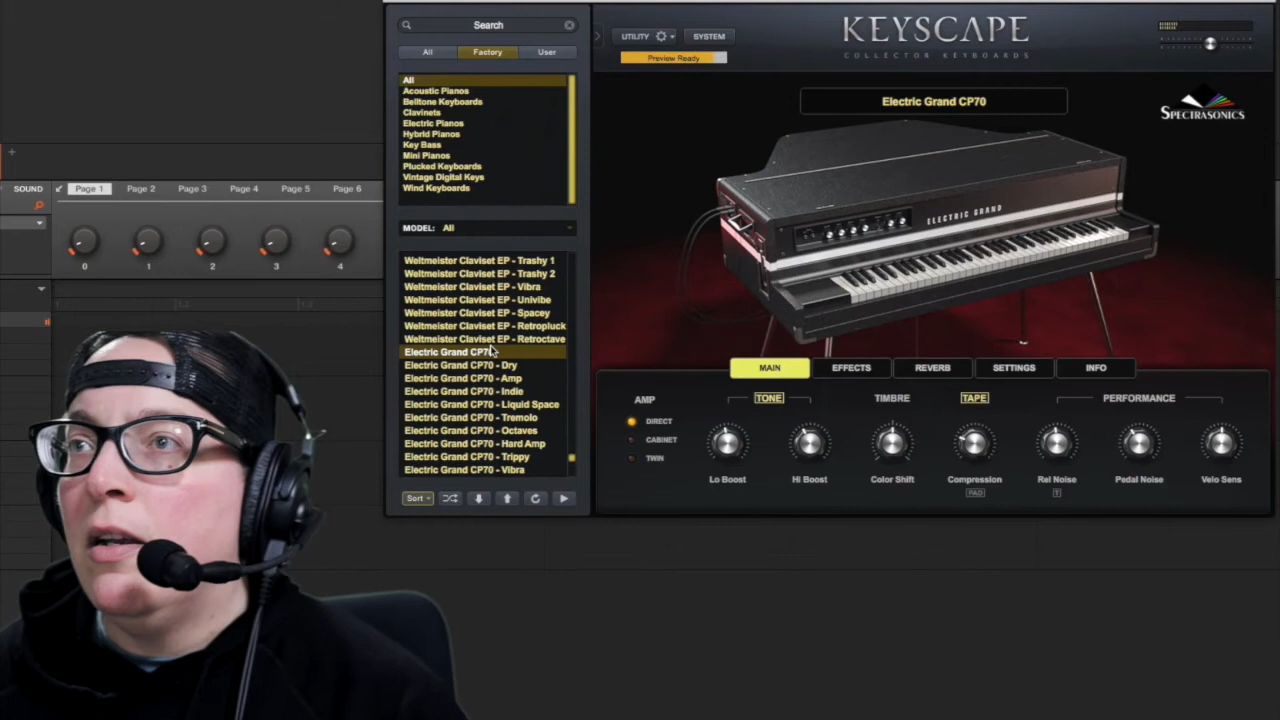 Search
All Factory User
All
Acoustic Pianos
Belltone Keyboards
Clavinets
Electric Pianos
Hybrid Pianos
Key Bass
Mini Pianos
Plucked Keyboards
Vintage Digital Keys
Wind Keyboards
MODEL: All
Weltmeister Claviset EP - Trashy 1
Weltmeister Claviset EP - Trashy 2
Weltmeister Claviset EP - Vibra
Weltmeister Claviset EP - Univibe
Weltmeister Claviset EP - Spacey
Weltmeister Claviset EP - Retropluck
Weltmeister Claviset EP - Retroctave
Electric Grand CP70
Electric Grand CP70 - Dry
Electric Grand CP70 - Amp
Electric Grand CP70 - Indie
Electric Grand CP70 - Liquid Space
Electric Grand CP70 - Tremolo
Electric Grand CP70 - Octaves
Electric Grand CP70 - Hard Amp
Electric Grand CP70 - Trippy
Electric Grand CP70 - Vibra
Sort
UTILITY SYSTEM
Preview Ready
KEYSCAPE
COLLECTOR KEYBOARDS
Electric Grand CP70
SPECTRASONICS
ELECTRIC GRAND
MAIN EFFECTS REVERB SETTINGS INFO
AMP TONE TIMBRE TAPE PERFORMANCE
DIRECT
CABINET
TWIN
Lo Boost Hi Boost Color Shift Compression Rel Noise Pedal Noise Velo Sens
PAD T
SOUND Page 1 Page 2 Page 3 Page 4 Page 5 Page 6
0 1 2 3 4